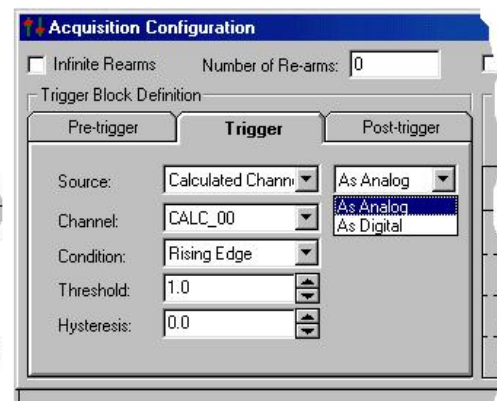 Acquisition Configuration
Infinite Rearms Number of Re-arms: 0
Trigger Block Definition
Pre-trigger Trigger Post-trigger
Source: Calculated Chann As Analog
As Analog
As Digital
Channel: CALC_00
Condition: Rising Edge
Threshold: 1.0
Hysteresis: 0.0